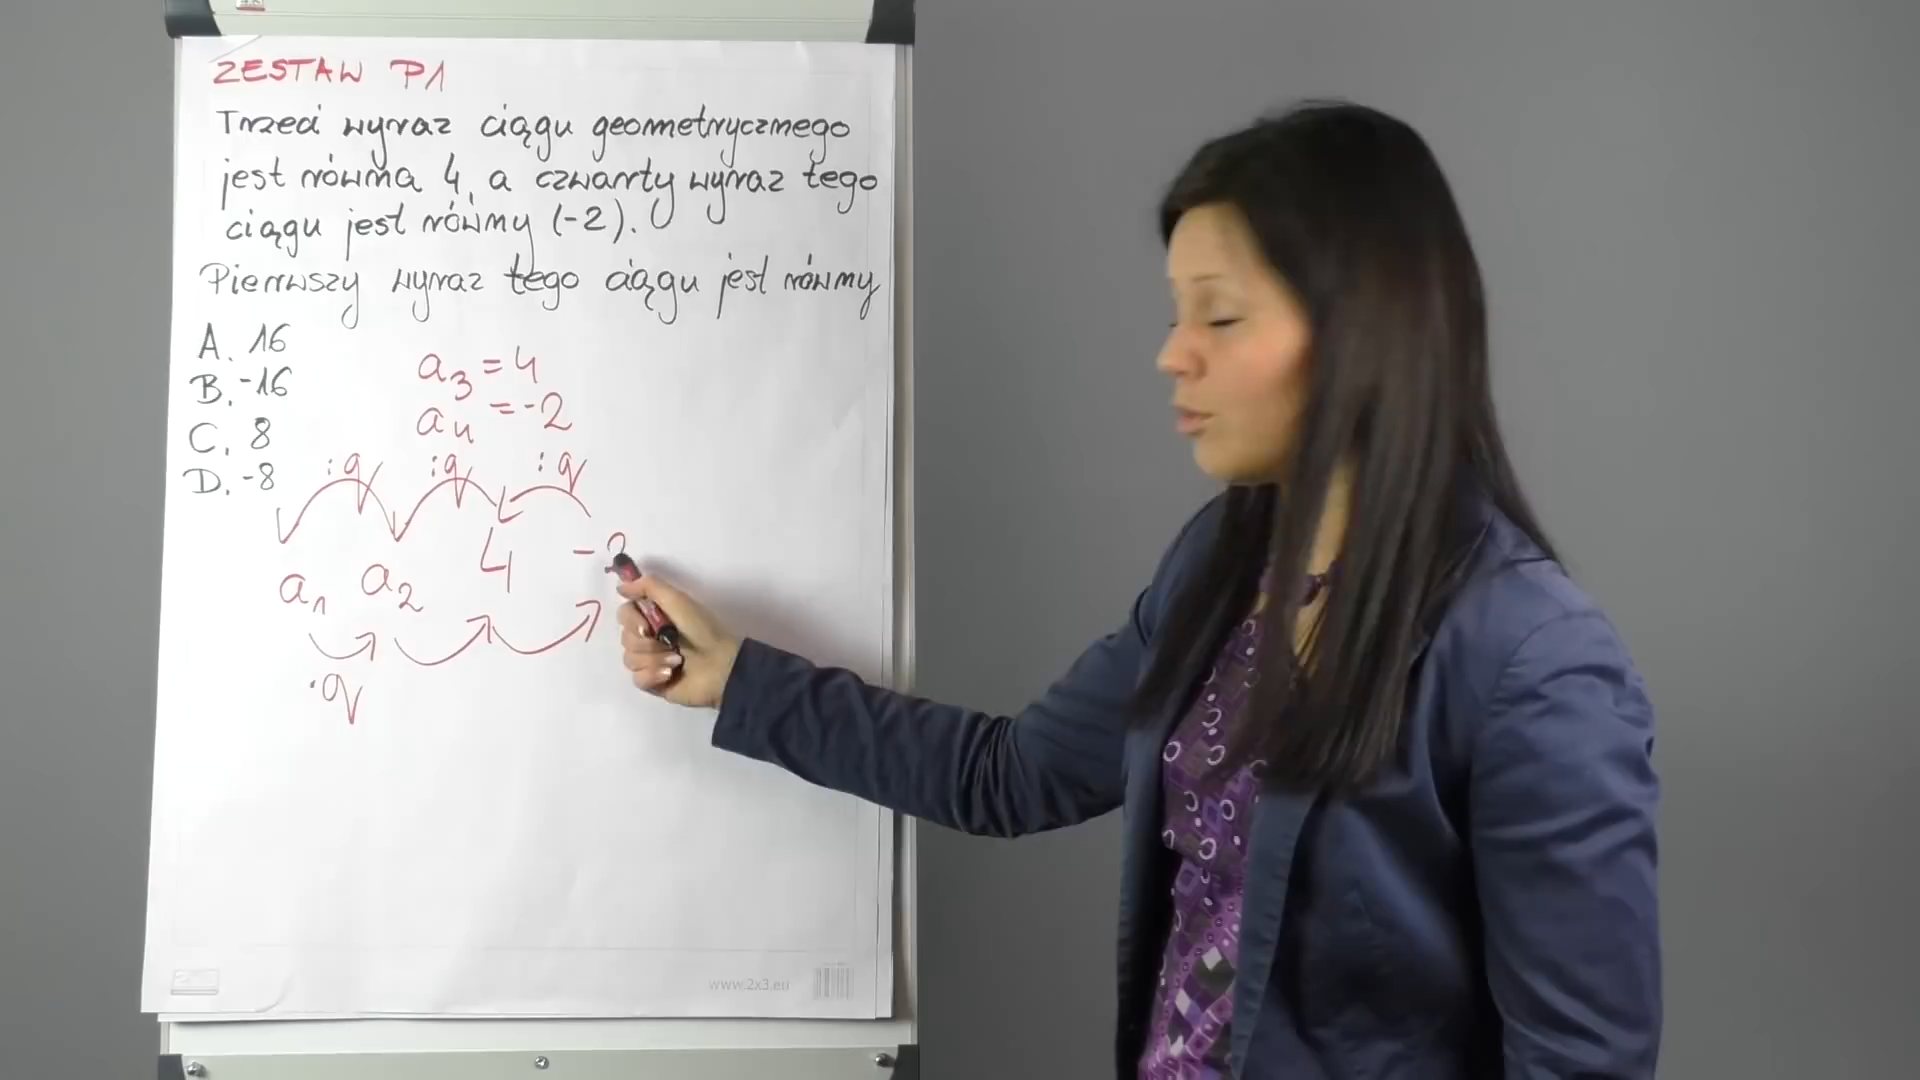 ZESTAW P1
Trzeci wyraz ciągu geometrycznego
jest równa 4, a czwarty wyraz tego
ciągu jest równy (-2).
Pierwszy wyraz tego ciągu jest równy
A. 16
B. -16
C. 8
D. -8
a3 = 4
a4 = -2
:q :q :q
a1 a2 4 -2
·q
www.2x3.eu